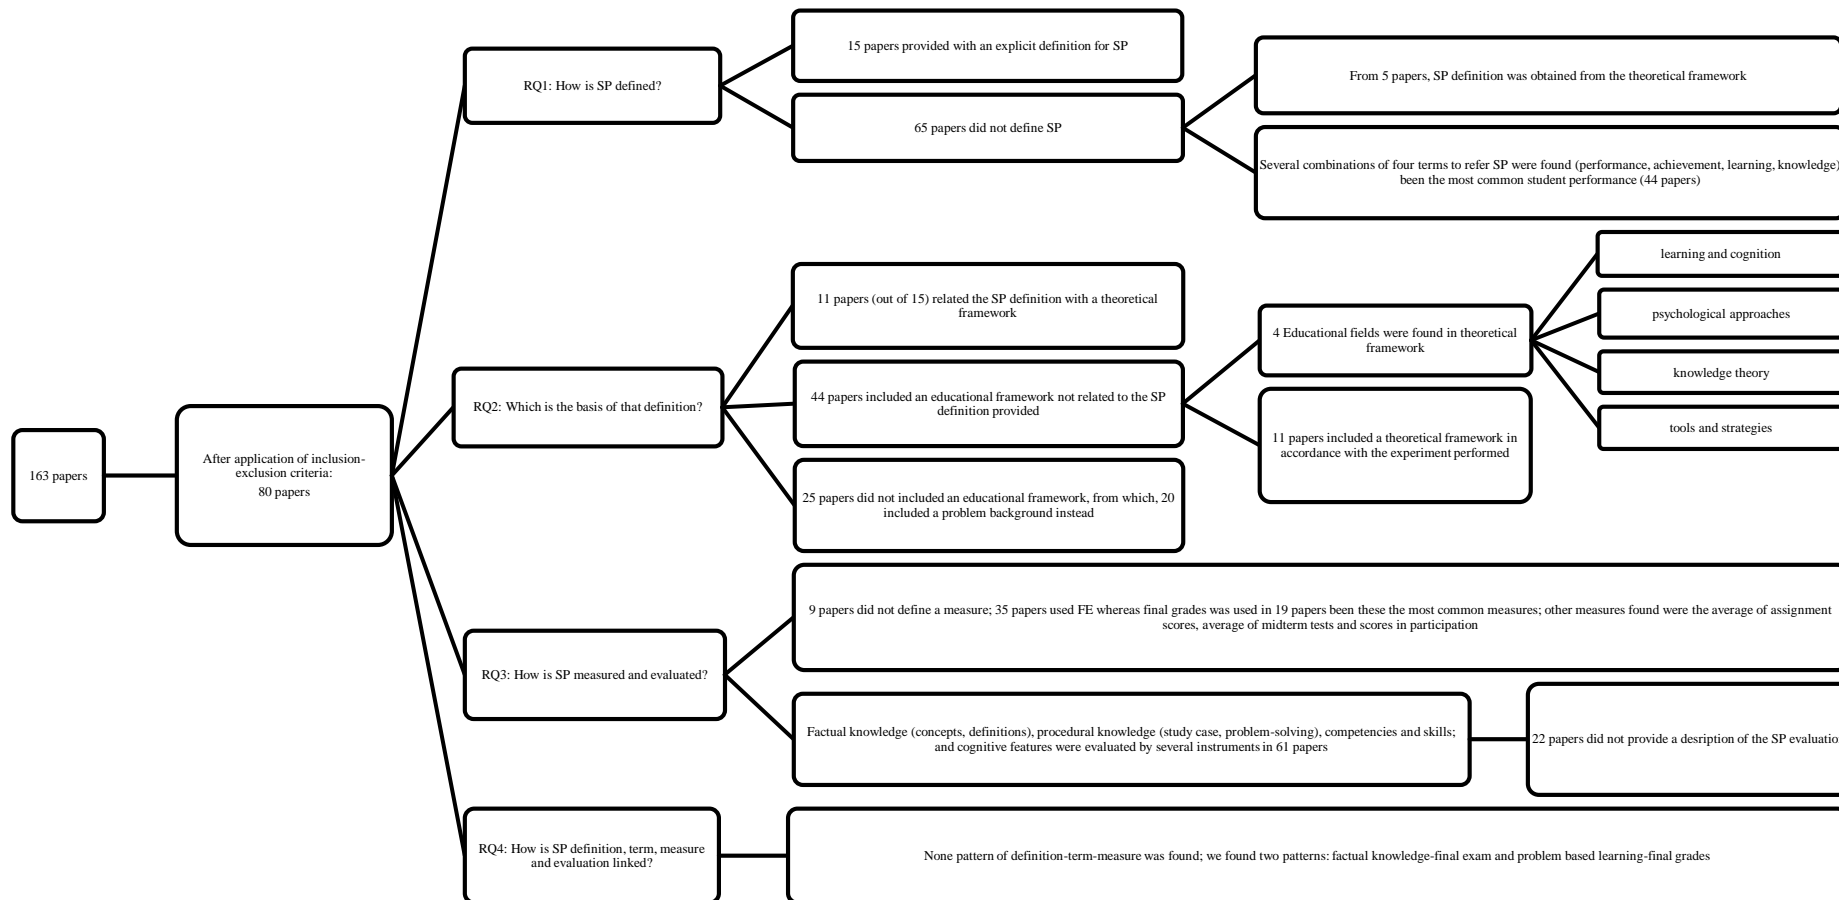 163 papers
After application of inclusion-
exclusion criteria:
80 papers
RQ1: How is SP defined?
15 papers provided with an explicit definition for SP
65 papers did not define SP
From 5 papers, SP definition was obtained from the theoretical framework
Several combinations of four terms to refer SP were found (performance, achievement, learning, knowledge)
been the most common student performance (44 papers)
RQ2: Which is the basis of that definition?
11 papers (out of 15) related the SP definition with a theoretical
framework
44 papers included an educational framework not related to the SP
definition provided
25 papers did not included an educational framework, from which, 20
included a problem background instead
4 Educational fields were found in theoretical
framework
11 papers included a theoretical framework in
accordance with the experiment performed
learning and cognition
psychological approaches
knowledge theory
tools and strategies
RQ3: How is SP measured and evaluated?
9 papers did not define a measure; 35 papers used FE whereas final grades was used in 19 papers been these the most common measures; other measures found were the average of assignment
scores, average of midterm tests and scores in participation
Factual knowledge (concepts, definitions), procedural knowledge (study case, problem-solving), competencies and skills;
and cognitive features were evaluated by several instruments in 61 papers
22 papers did not provide a desription of the SP evaluatio
RQ4: How is SP definition, term, measure
and evaluation linked?
None pattern of definition-term-measure was found; we found two patterns: factual knowledge-final exam and problem based learning-final grades